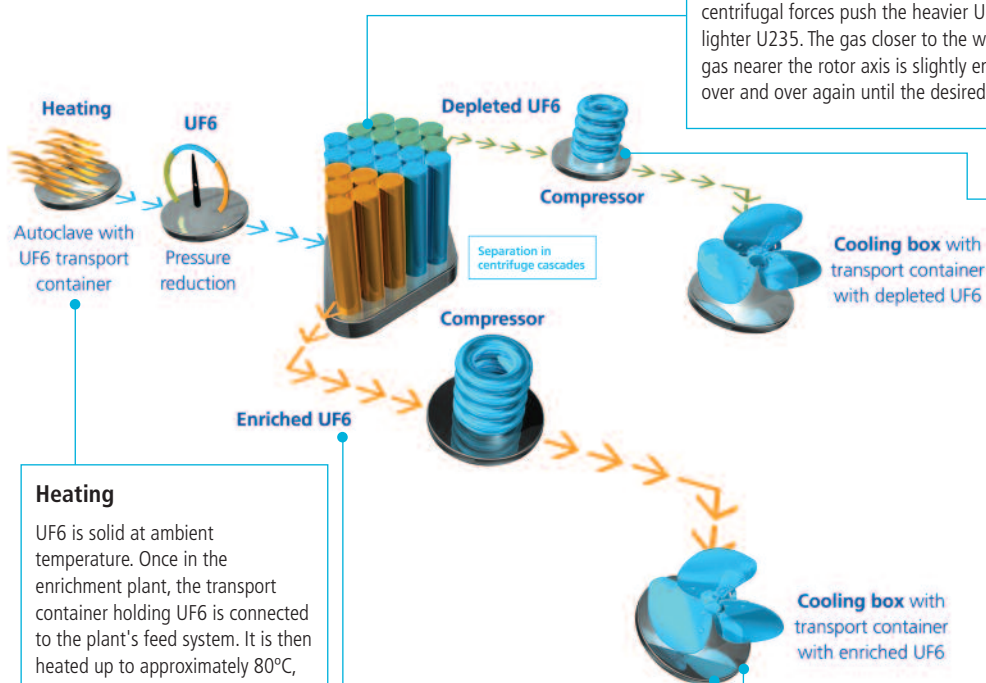 centrifugal forces push the heavier U
lighter U235. The gas closer to the w
gas nearer the rotor axis is slightly en
over and over again until the desired
Heating
UF6
Depleted UF6
Compressor
Autoclave with
UF6 transport
container
Pressure
reduction
Separation in
centrifuge cascades
Cooling box with
transport container
with depleted UF6
Compressor
Enriched UF6
Heating
UF6 is solid at ambient
temperature. Once in the
enrichment plant, the transport
container holding UF6 is connected
to the plant's feed system. It is then
heated up to approximately 80ºC,
Cooling box with
transport container
with enriched UF6